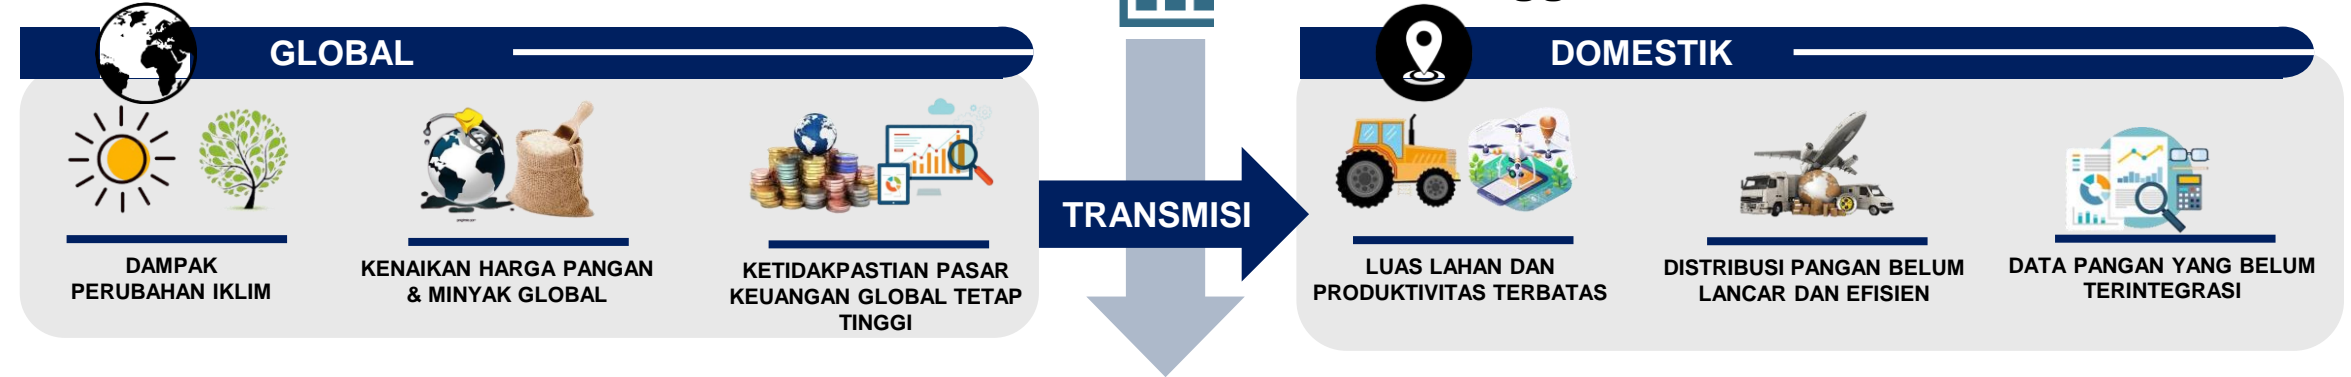 GLOBAL
DAMPAK
PERUBAHAN IKLIM
KENAIKAN HARGA PANGAN
& MINYAK GLOBAL
KETIDAKPASTIAN PASAR
KEUANGAN GLOBAL TETAP
TINGGI
TRANSMISI
DOMESTIK
LUAS LAHAN DAN
PRODUKTIVITAS TERBATAS
DISTRIBUSI PANGAN BELUM
LANCAR DAN EFISIEN
DATA PANGAN YANG BELUM
TERINTEGRASI